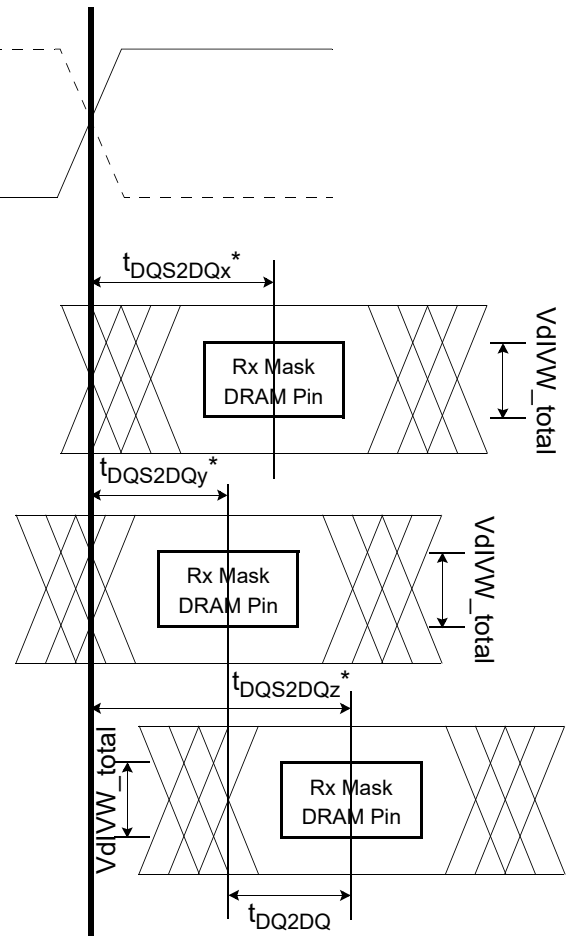 tDQS2DQx*
Rx Mask
DRAM Pin
VdIVW_total
tDQS2DQy*
Rx Mask
DRAM Pin
VdIVW_total
tDQS2DQz*
VdIVW_total
Rx Mask
DRAM Pin
tDQ2DQ